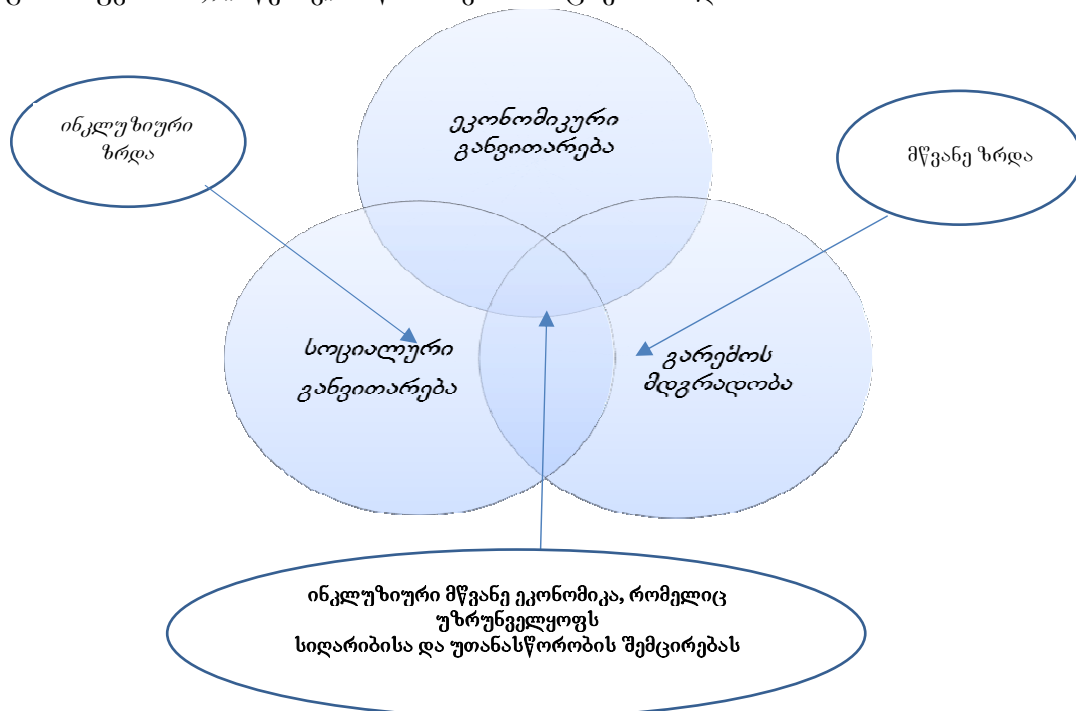 ეკონომიკური
განვითარება
ინკლუზიური
ზრდა
მწვანე ზრდა
სოციალური
განვითარება
გარემოს
მდგრადობა
ინკლუზიური მწვანე ეკონომიკა, რომელიც
უზრუნველყოფს
სიღარიბისა და უთანასწორობის შემცირებას